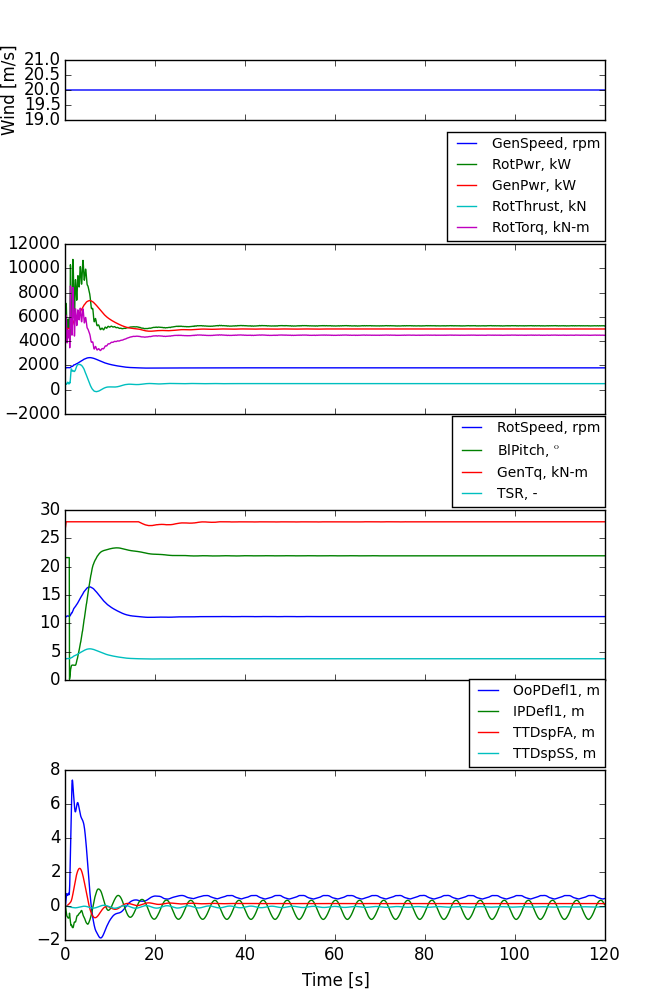 Wind [m/s]
21.0
20.5
20.0
19.5
19.0
GenSpeed, rpm
RotPwr, kW
GenPwr, kW
RotThrust, kN
RotTorq, kN-m
12000
10000
8000
6000
4000
2000
0
−2000
RotSpeed, rpm
BlPitch, °
GenTq, kN-m
TSR, -
30
25
20
15
10
5
0
OoPDefl1, m
IPDefl1, m
TTDspFA, m
TTDspSS, m
8
6
4
2
0
−2
0 20 40 60 80 100 120
Time [s]